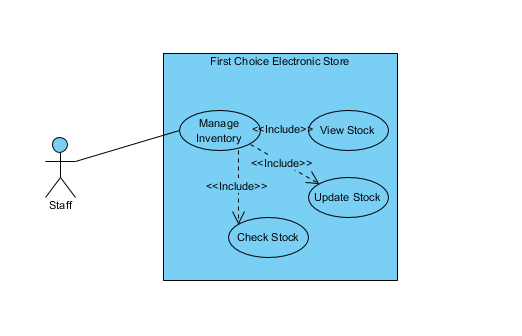 First Choice Electronic Store
Manage
Inventory
<<Include>>
View Stock
<<Include>>
<<Include>>
Update Stock
Check Stock
Staff